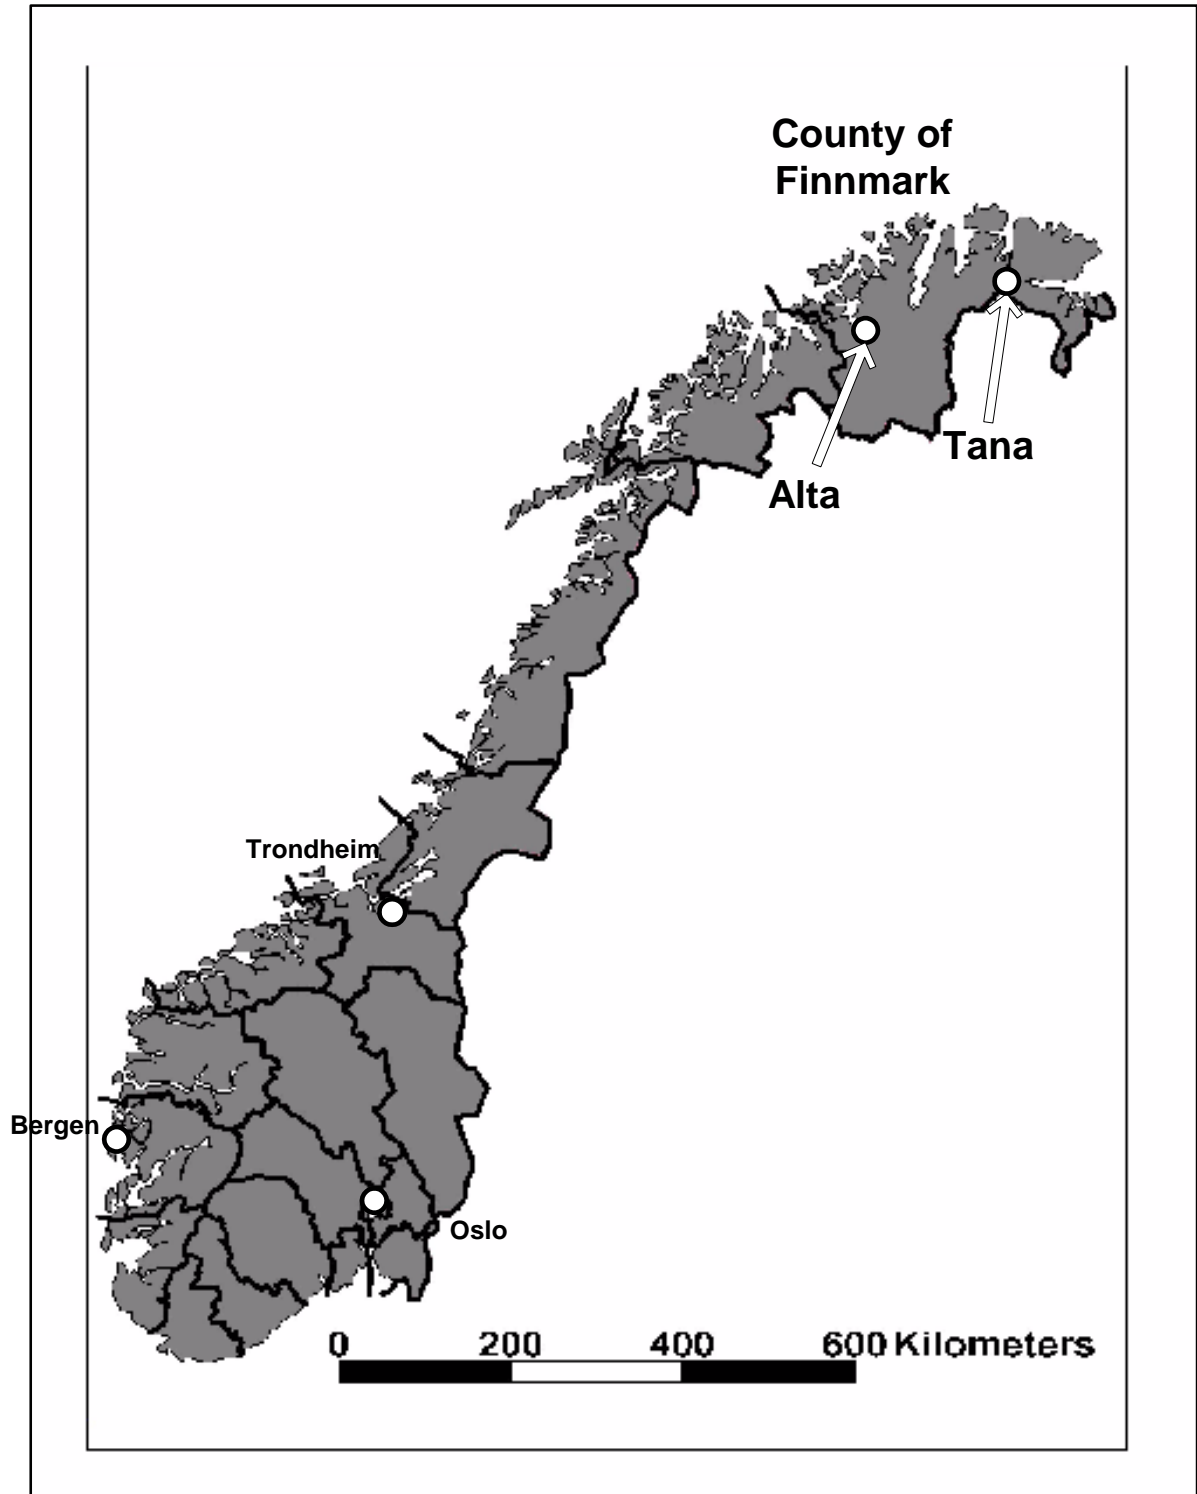 County of
Finnmark
Tana
Alta
Trondheim
Bergen
Oslo
0 200 400 600 Kilometers